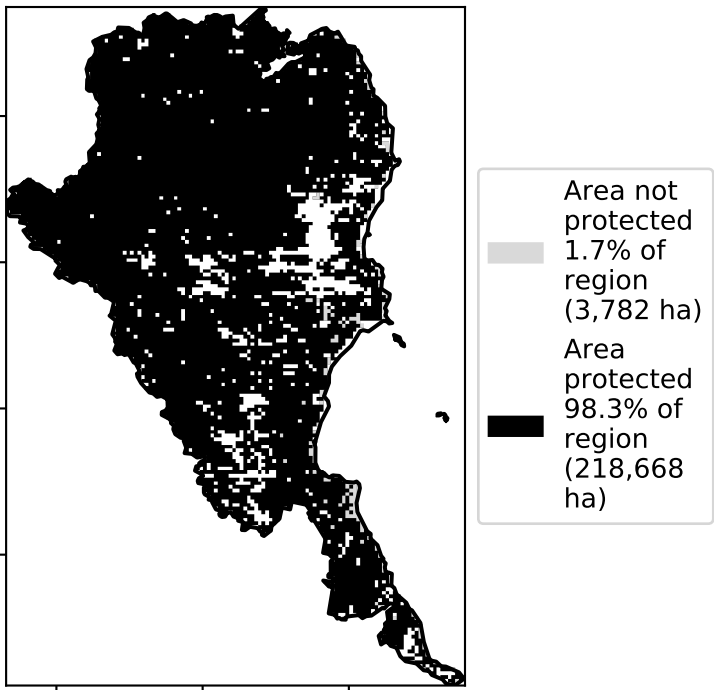 Area not
protected
1.7% of
region
(3,782 ha)
Area
protected
98.3% of
region
(218,668
ha)